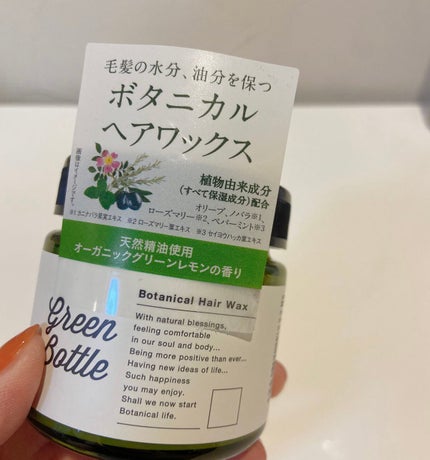 毛髪の水分、油分を保つ
ボタニカル
ヘアワックス
植物由来成分
(すべて保湿成分)配合
オリーブ、ノバラ※1、
ローズマリー※2、ペパーミント※3
※1 カニナバラ果実エキス ※2 ローズマリー葉エキス ※3 セイヨウハッカ葉エキス
天然精油使用
オーガニックグリーンレモンの香り
Green
Bottle
Botanical Hair Wax
With natural blessings,
feeling comfortable
in our soul and body...
Being more positive than ever...
Having new ideas of life...
Such happiness
you may enjoy.
Shall we now start
Botanical life.